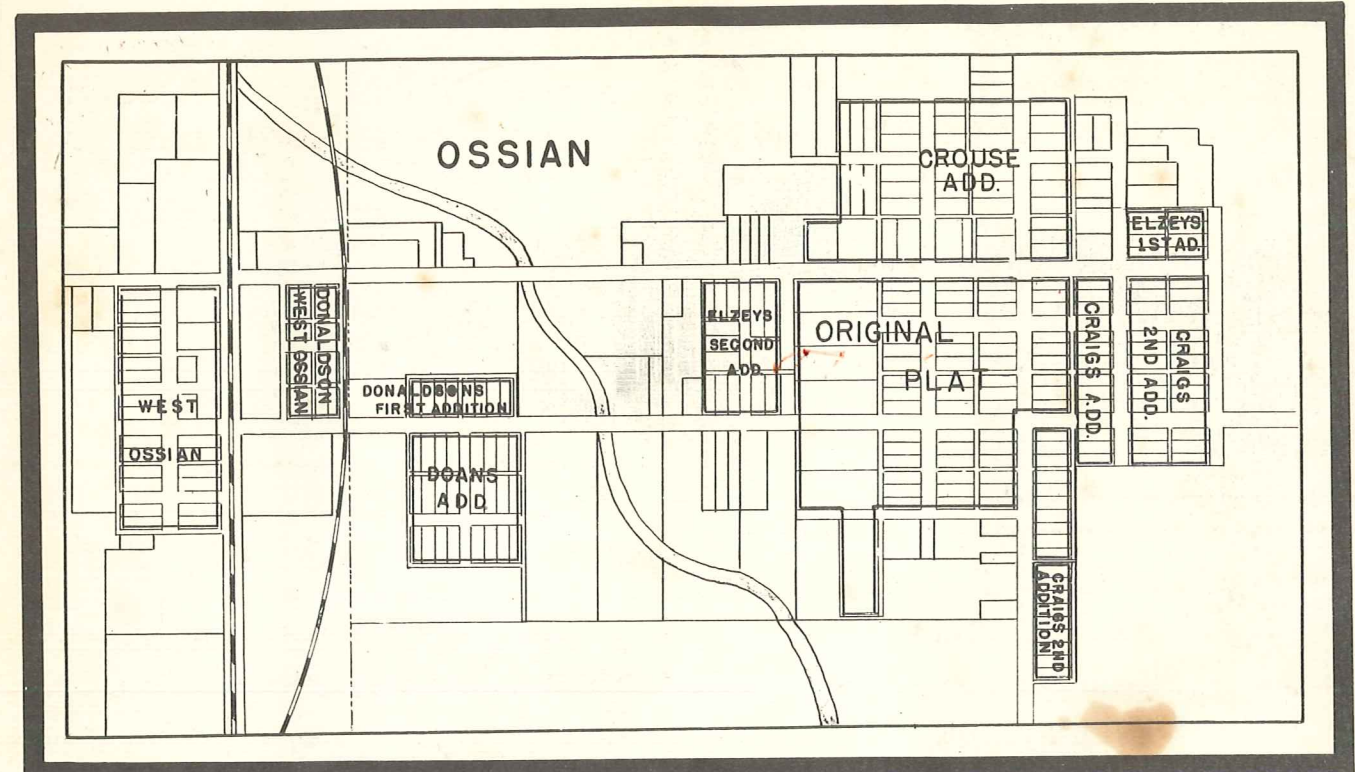 OSSIAN
CROUSE
ADD.
ELZEYS
1ST AD.
WEST OSSIAN
DONALDSON
ELZEYS
SECOND
ADD.
ORIGINAL
PLAT
CRAIGS ADD.
CRAIGS
2ND ADD.
DONALDSONS
FIRST ADDITION
WEST
OSSIAN
DOANS
ADD.
CRAIGS 2ND
ADDITION